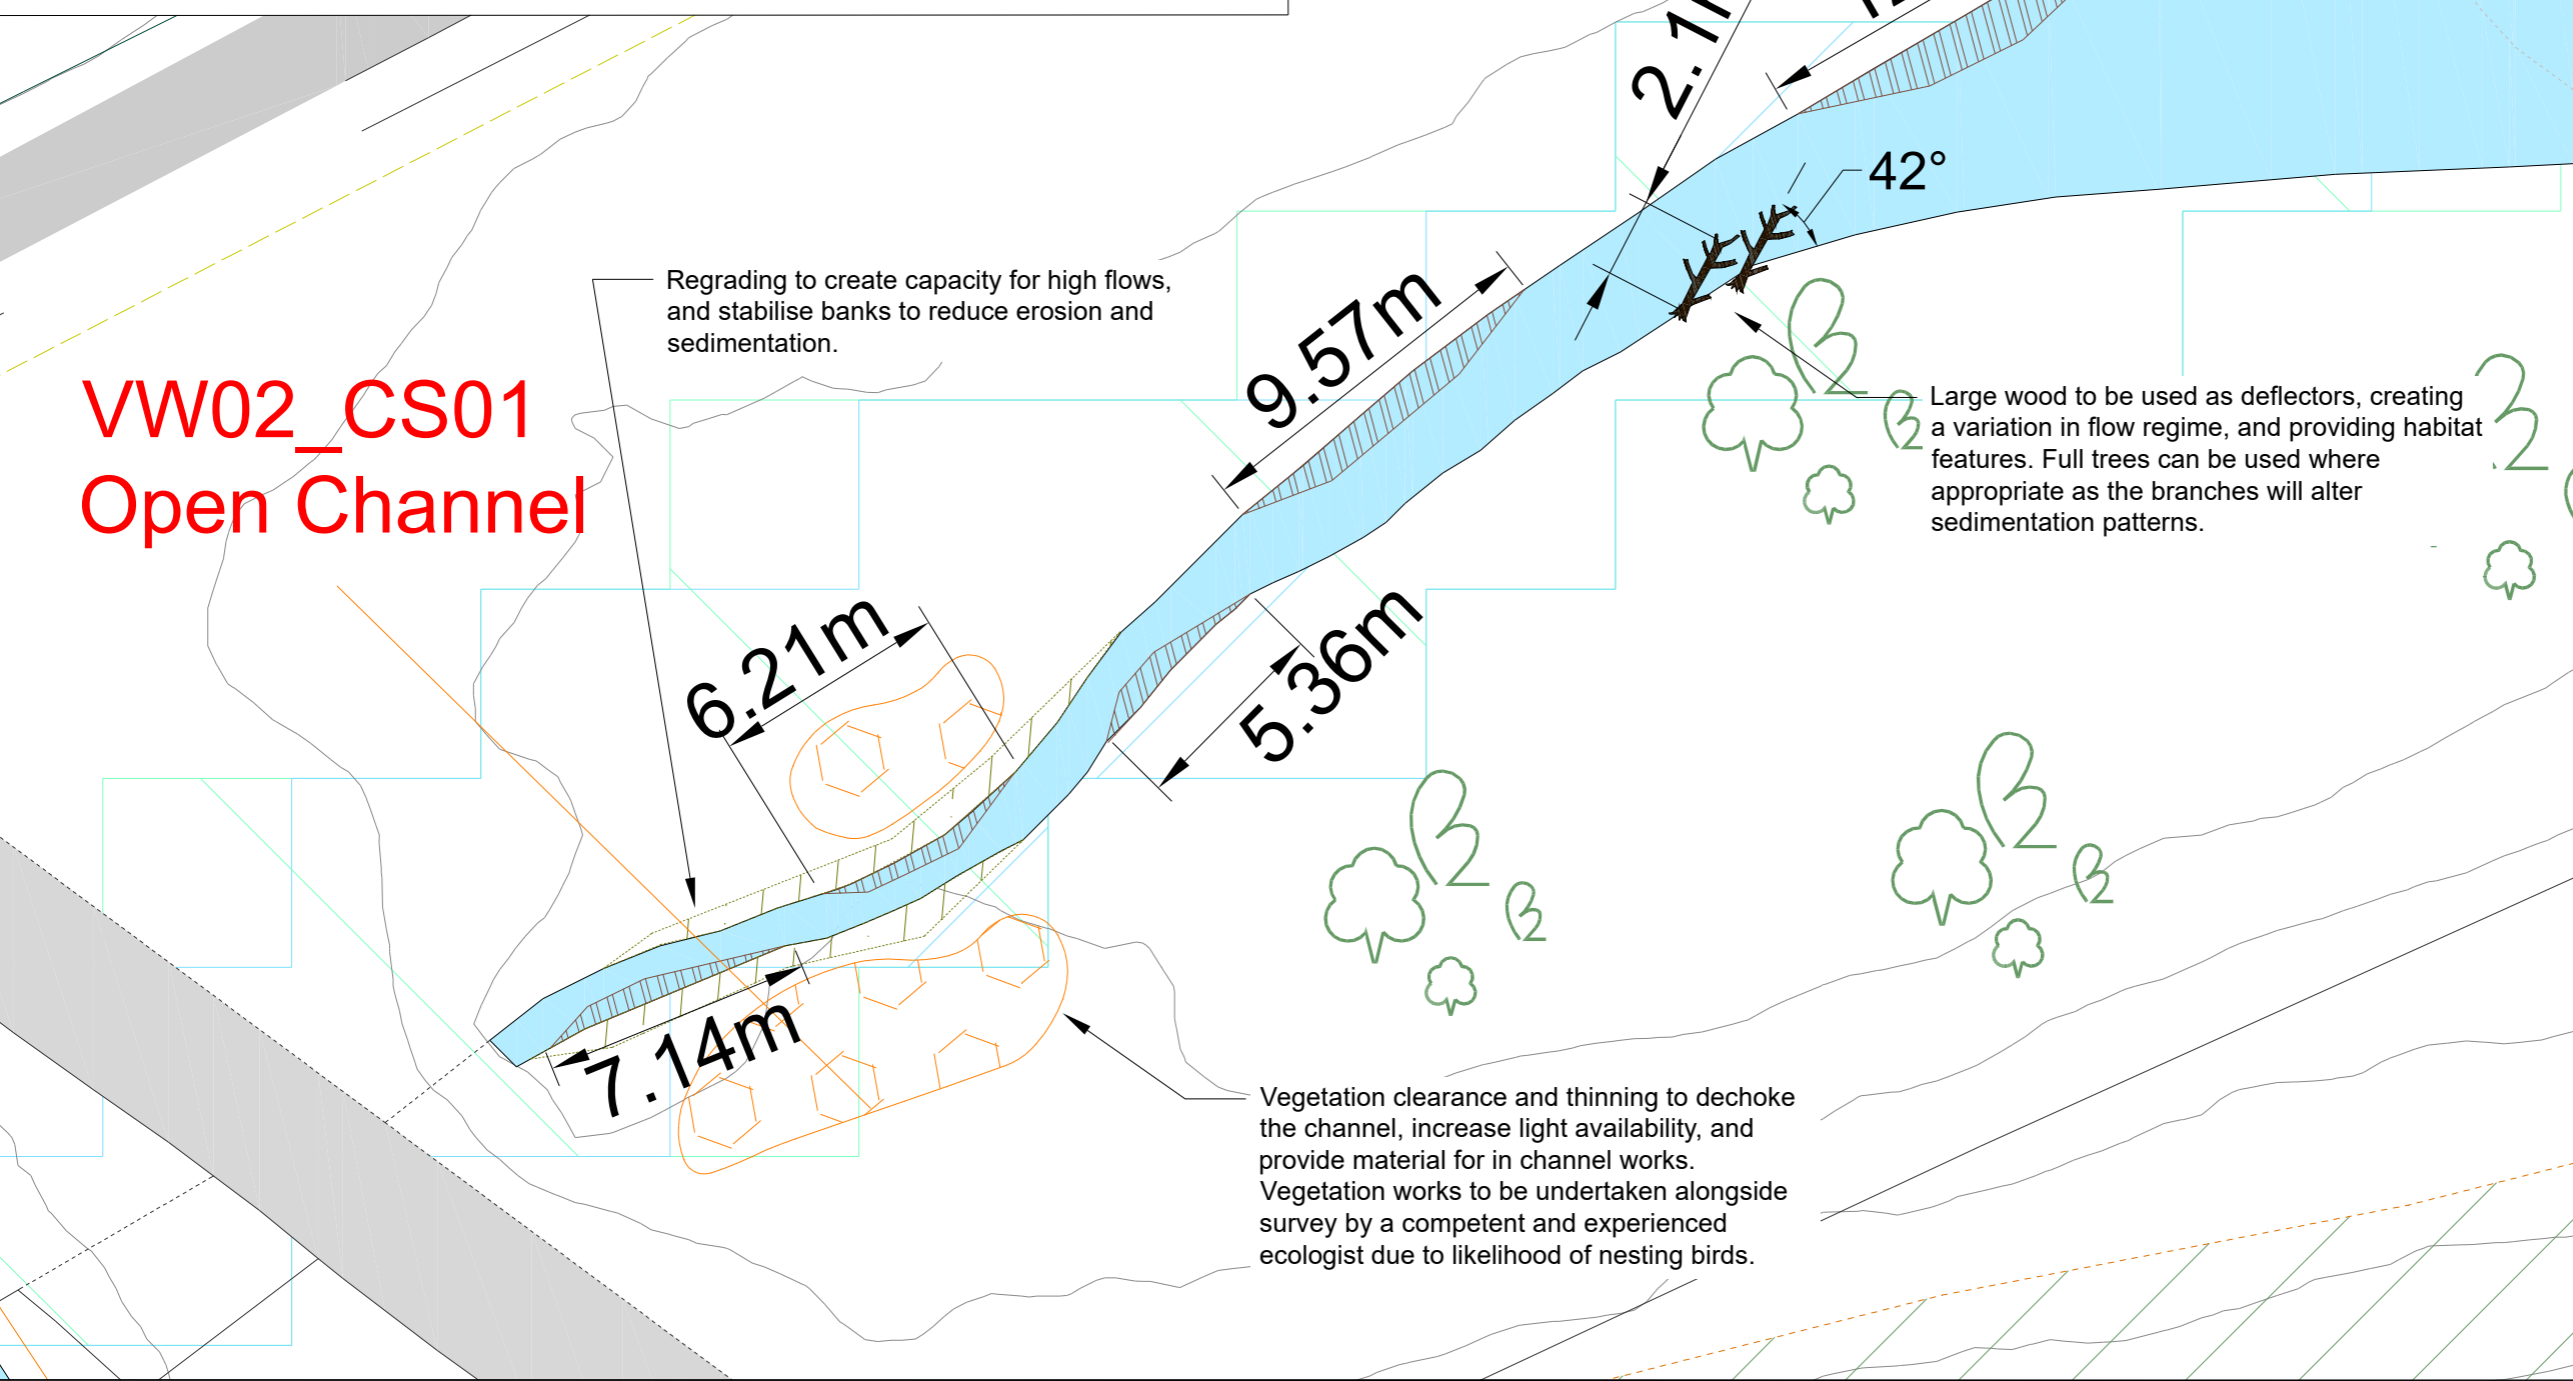 2.1
42°
Regrading to create capacity for high flows,
and stabilise banks to reduce erosion and
sedimentation.
9.57m
VW02_CS01
Open Channel
Large wood to be used as deflectors, creating
a variation in flow regime, and providing habitat
features. Full trees can be used where
appropriate as the branches will alter
sedimentation patterns.
6.21m
5.36m
7.14m
Vegetation clearance and thinning to dechoke
the channel, increase light availability, and
provide material for in channel works.
Vegetation works to be undertaken alongside
survey by a competent and experienced
ecologist due to likelihood of nesting birds.